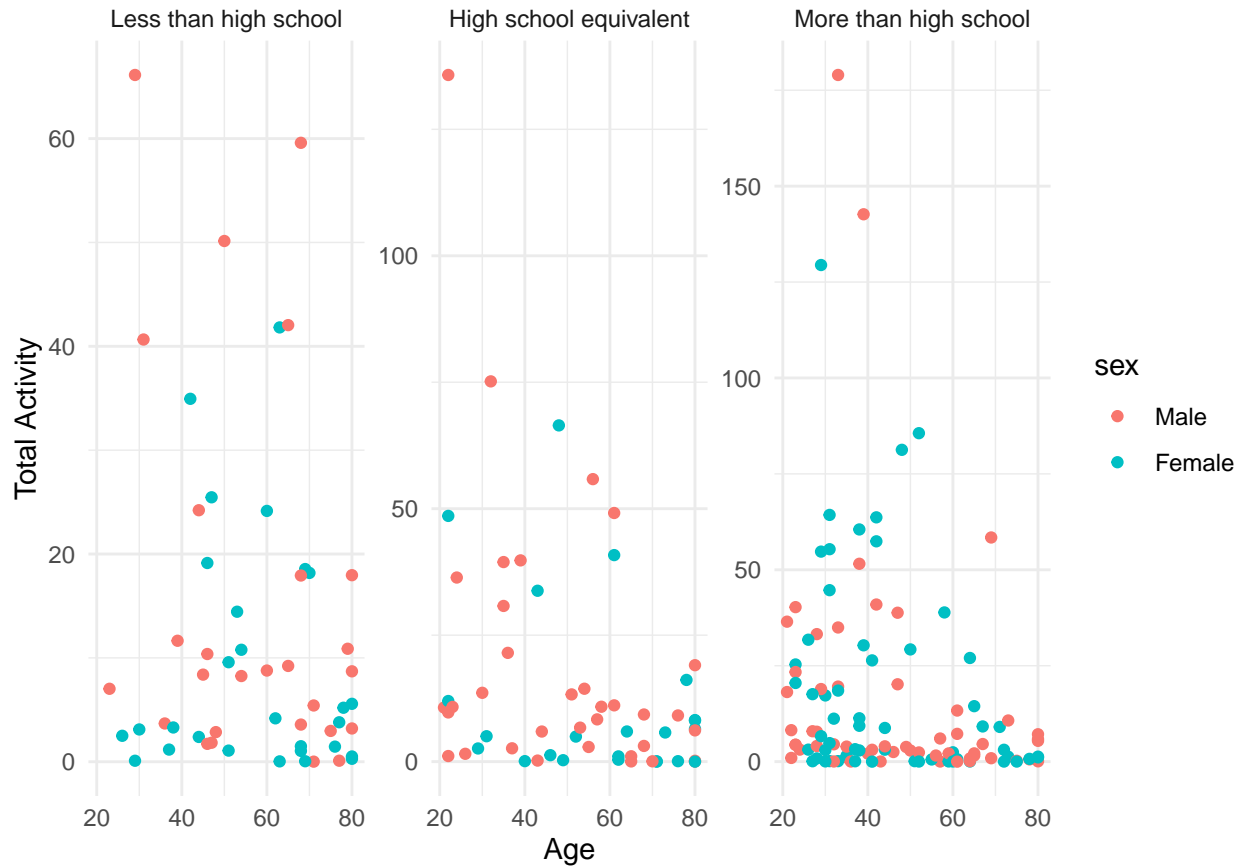 Less than high school
High school equivalent
More than high school
60
40
20
0
100
50
0
150
100
50
0
20 40 60 80
20 40 60 80
20 40 60 80
Total Activity
Age
sex
Male
Female